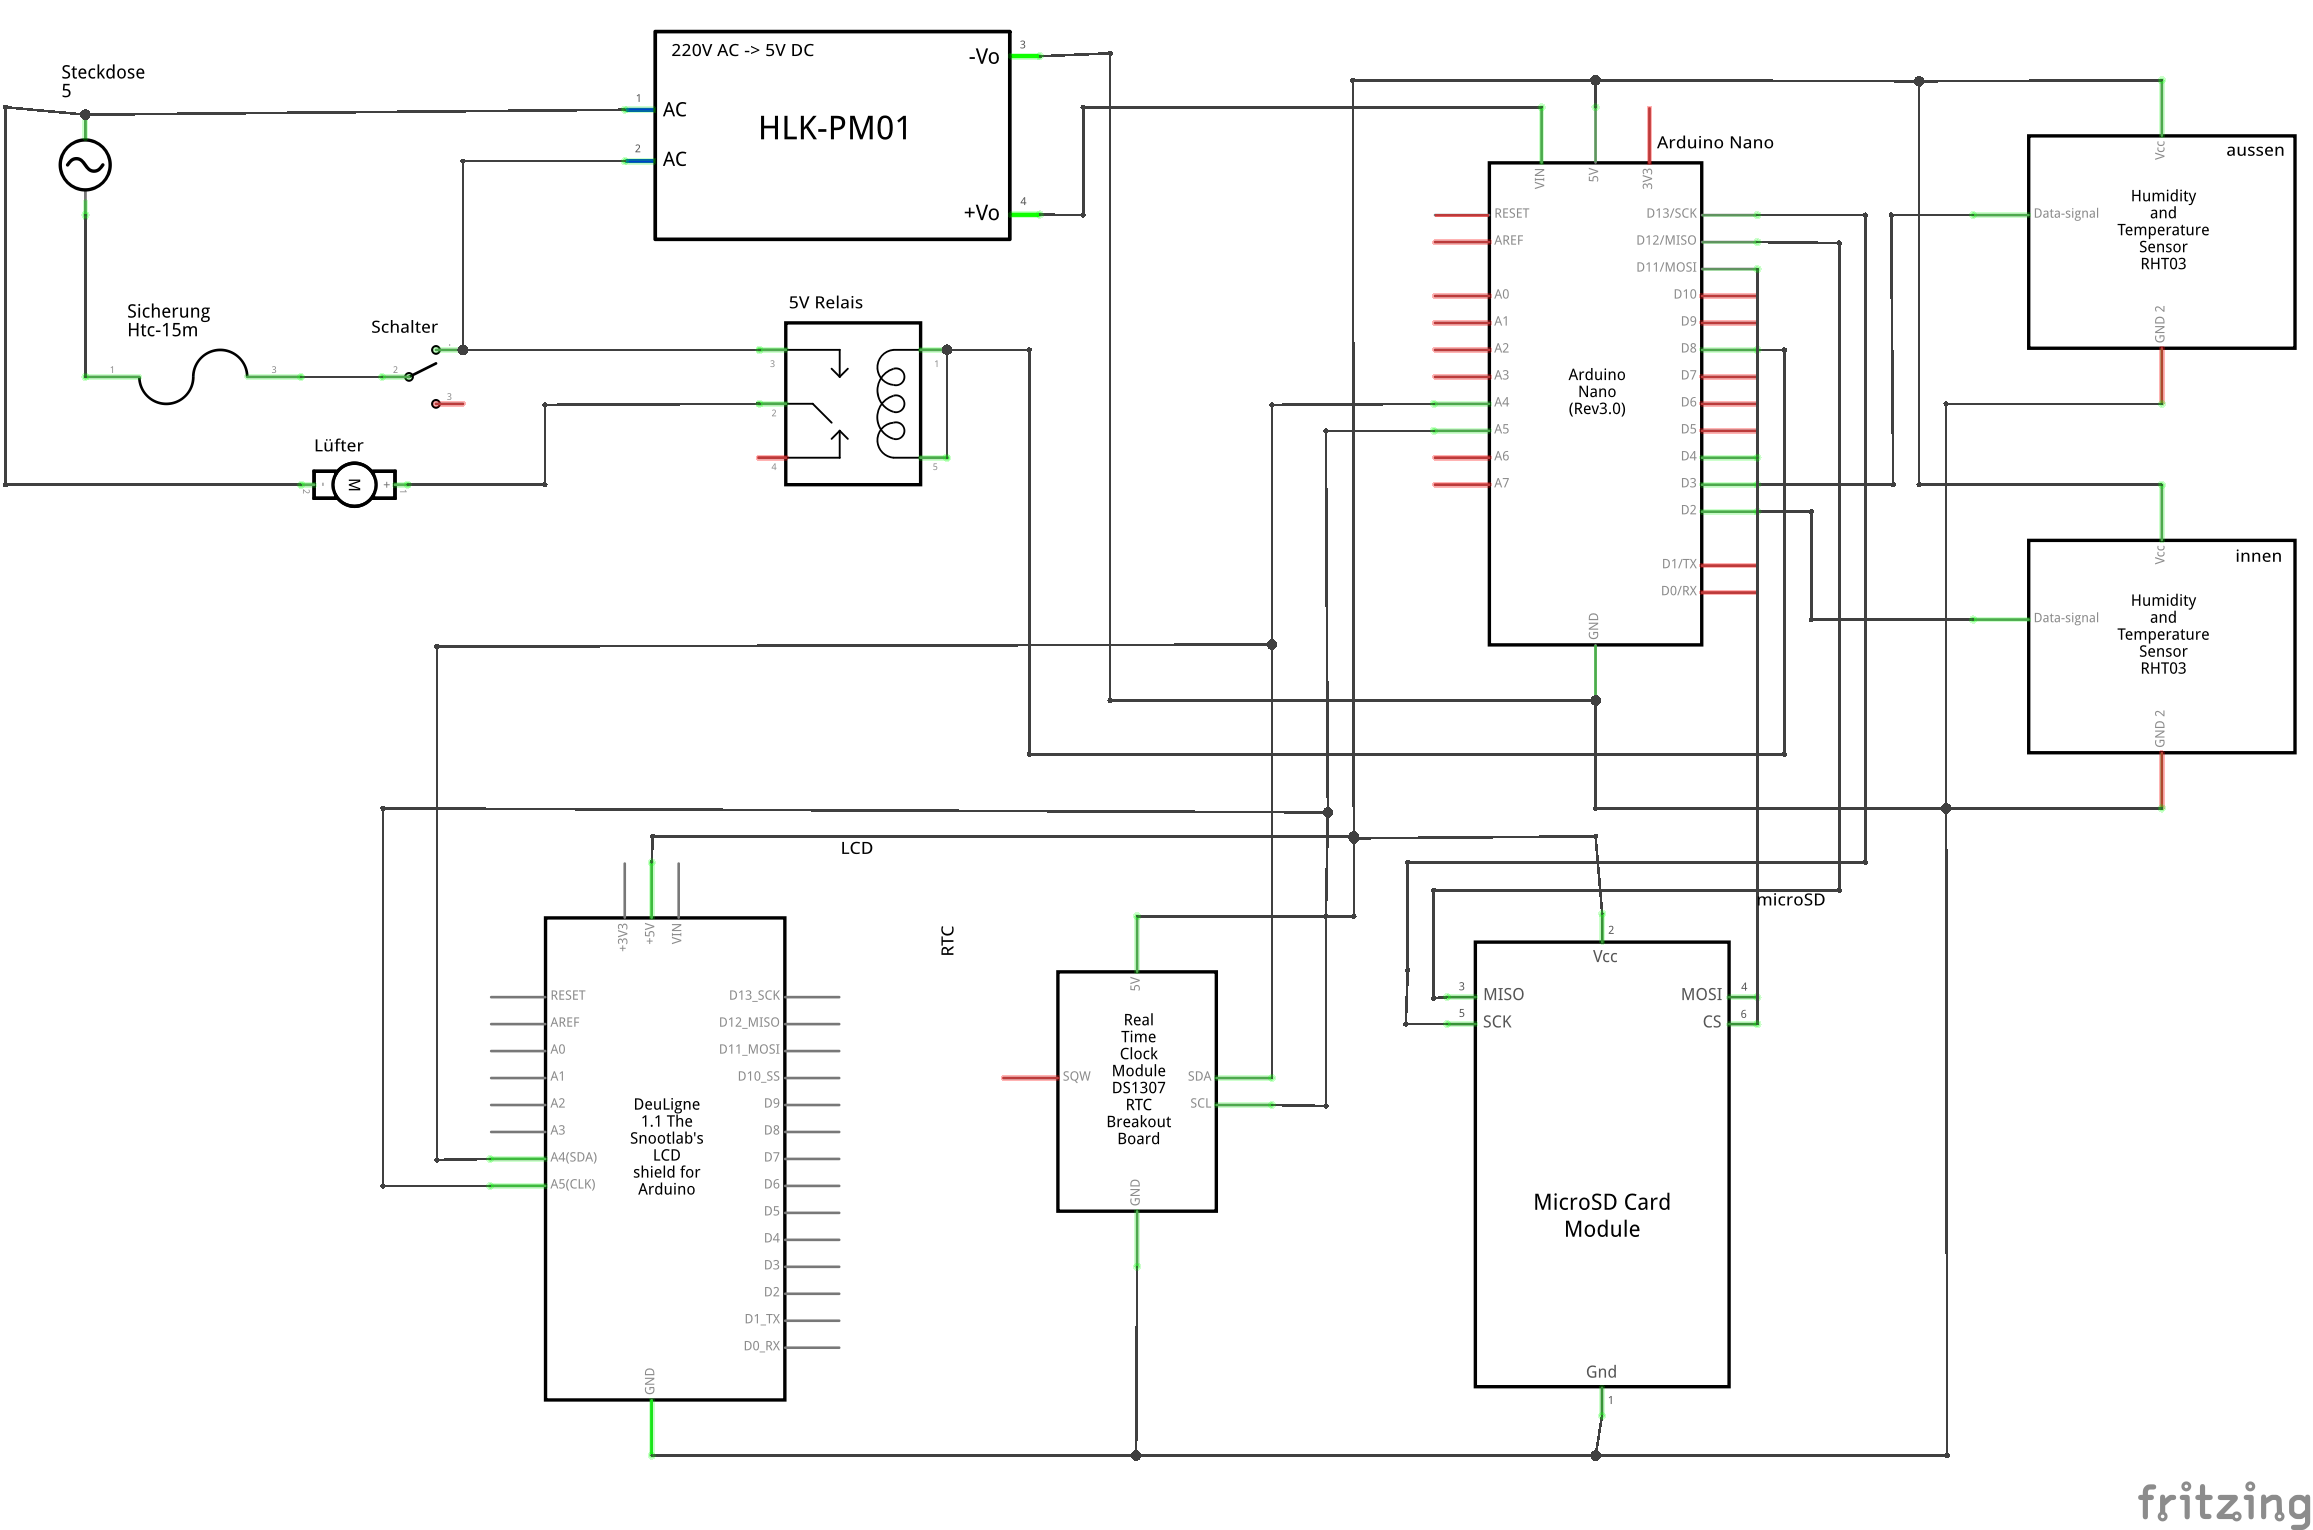 Steckdose
5
220V AC -> 5V DC
-Vo
3
1
AC
HLK-PM01
2
AC
+Vo
4
Sicherung
Htc-15m
1
3
Schalter
2
3
Lüfter
M
-
+
2
1
5V Relais
3
2
4
1
5
Arduino Nano
VIN
5V
3V3
RESET
AREF
A0
A1
A2
A3
A4
A5
A6
A7
D13/SCK
D12/MISO
D11/MOSI
D10
D9
D8
D7
D6
D5
D4
D3
D2
D1/TX
D0/RX
GND
Arduino
Nano
(Rev3.0)
aussen
Vcc
Data-signal
Humidity
and
Temperature
Sensor
RHT03
GND 2
innen
Vcc
Data-signal
Humidity
and
Temperature
Sensor
RHT03
GND 2
LCD
+3V3
+5V
VIN
RESET
AREF
A0
A1
A2
A3
A4(SDA)
A5(CLK)
D13_SCK
D12_MISO
D11_MOSI
D10_SS
D9
D8
D7
D6
D5
D4
D3
D2
D1_TX
D0_RX
GND
DeuLigne
1.1 The
Snootlab's
LCD
shield for
Arduino
RTC
5V
Real
Time
Clock
Module
DS1307
RTC
Breakout
Board
SQW
SDA
SCL
GND
microSD
2
Vcc
3
MISO
5
SCK
MOSI
4
CS
6
MicroSD Card
Module
Gnd
1
fritzing